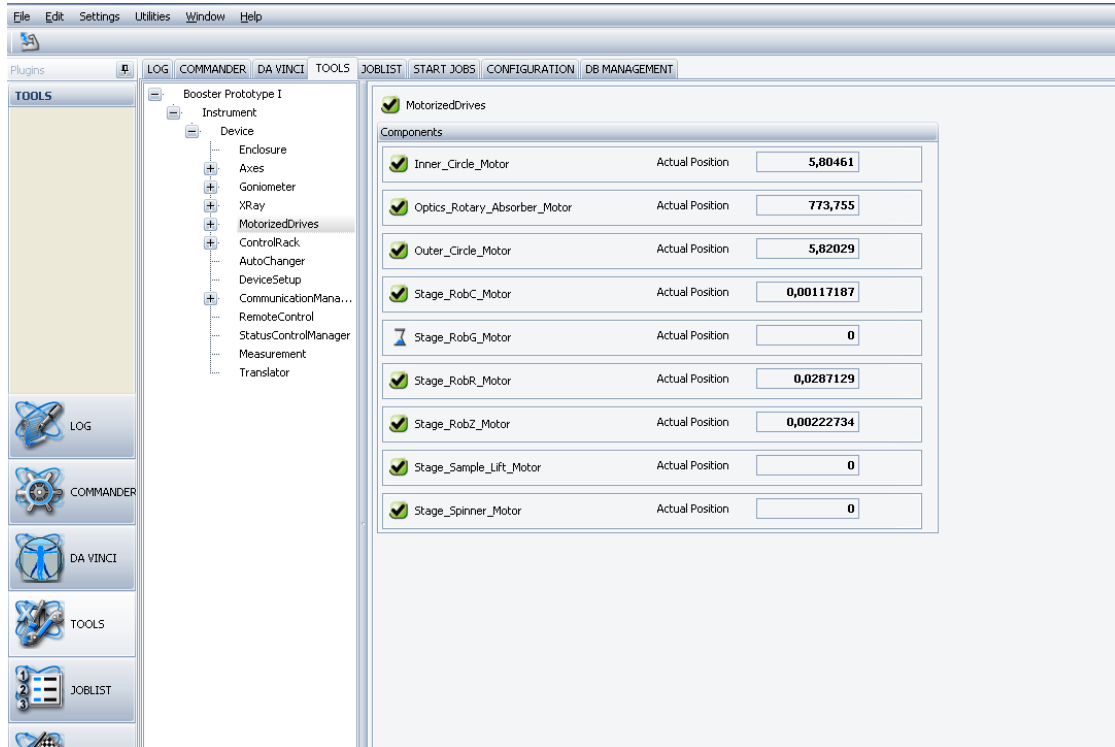 File Edit Settings Utilities Window Help
Plugins
LOG COMMANDER DA VINCI TOOLS JOBLIST START JOBS CONFIGURATION DB MANAGEMENT
TOOLS
Booster Prototype I
Instrument
Device
Enclosure
Axes
Goniometer
XRay
MotorizedDrives
ControlRack
AutoChanger
DeviceSetup
CommunicationMana...
RemoteControl
StatusControlManager
Measurement
Translator
MotorizedDrives
Components
Inner_Circle_Motor Actual Position 5,80461
Optics_Rotary_Absorber_Motor Actual Position 773,755
Outer_Circle_Motor Actual Position 5,82029
Stage_RobC_Motor Actual Position 0,00117187
Stage_RobG_Motor Actual Position 0
Stage_RobR_Motor Actual Position 0,0287129
Stage_RobZ_Motor Actual Position 0,00222734
Stage_Sample_Lift_Motor Actual Position 0
Stage_Spinner_Motor Actual Position 0
LOG
COMMANDER
DA VINCI
TOOLS
1
2
3
JOBLIST